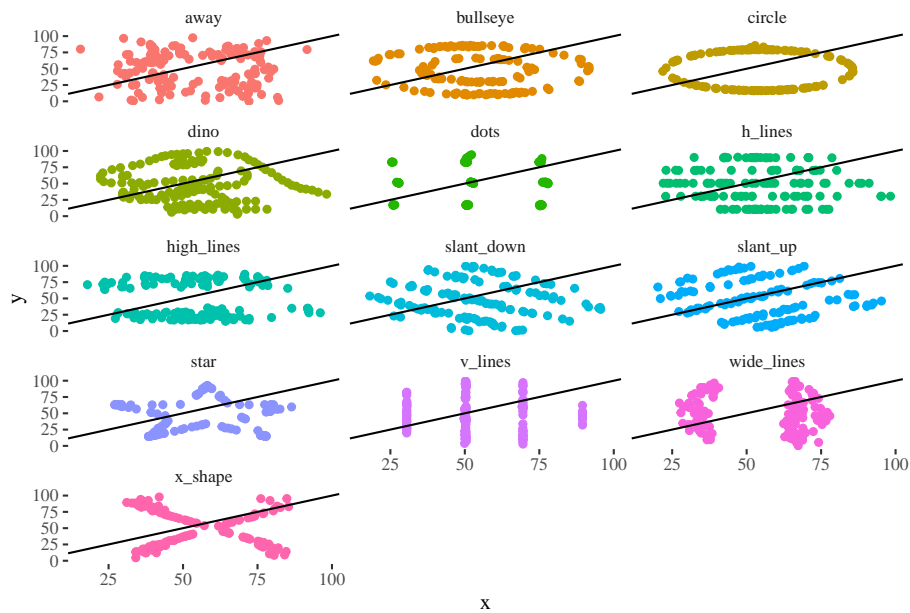 away bullseye circle
100
75
50
25
0
dino dots h_lines
100
75
50
25
0
high_lines slant_down slant_up
100
75
50
25
0
y
star v_lines wide_lines
100
75
50
25
0
25 50 75 100 25 50 75 100
x_shape
100
75
50
25
0
25 50 75 100
x